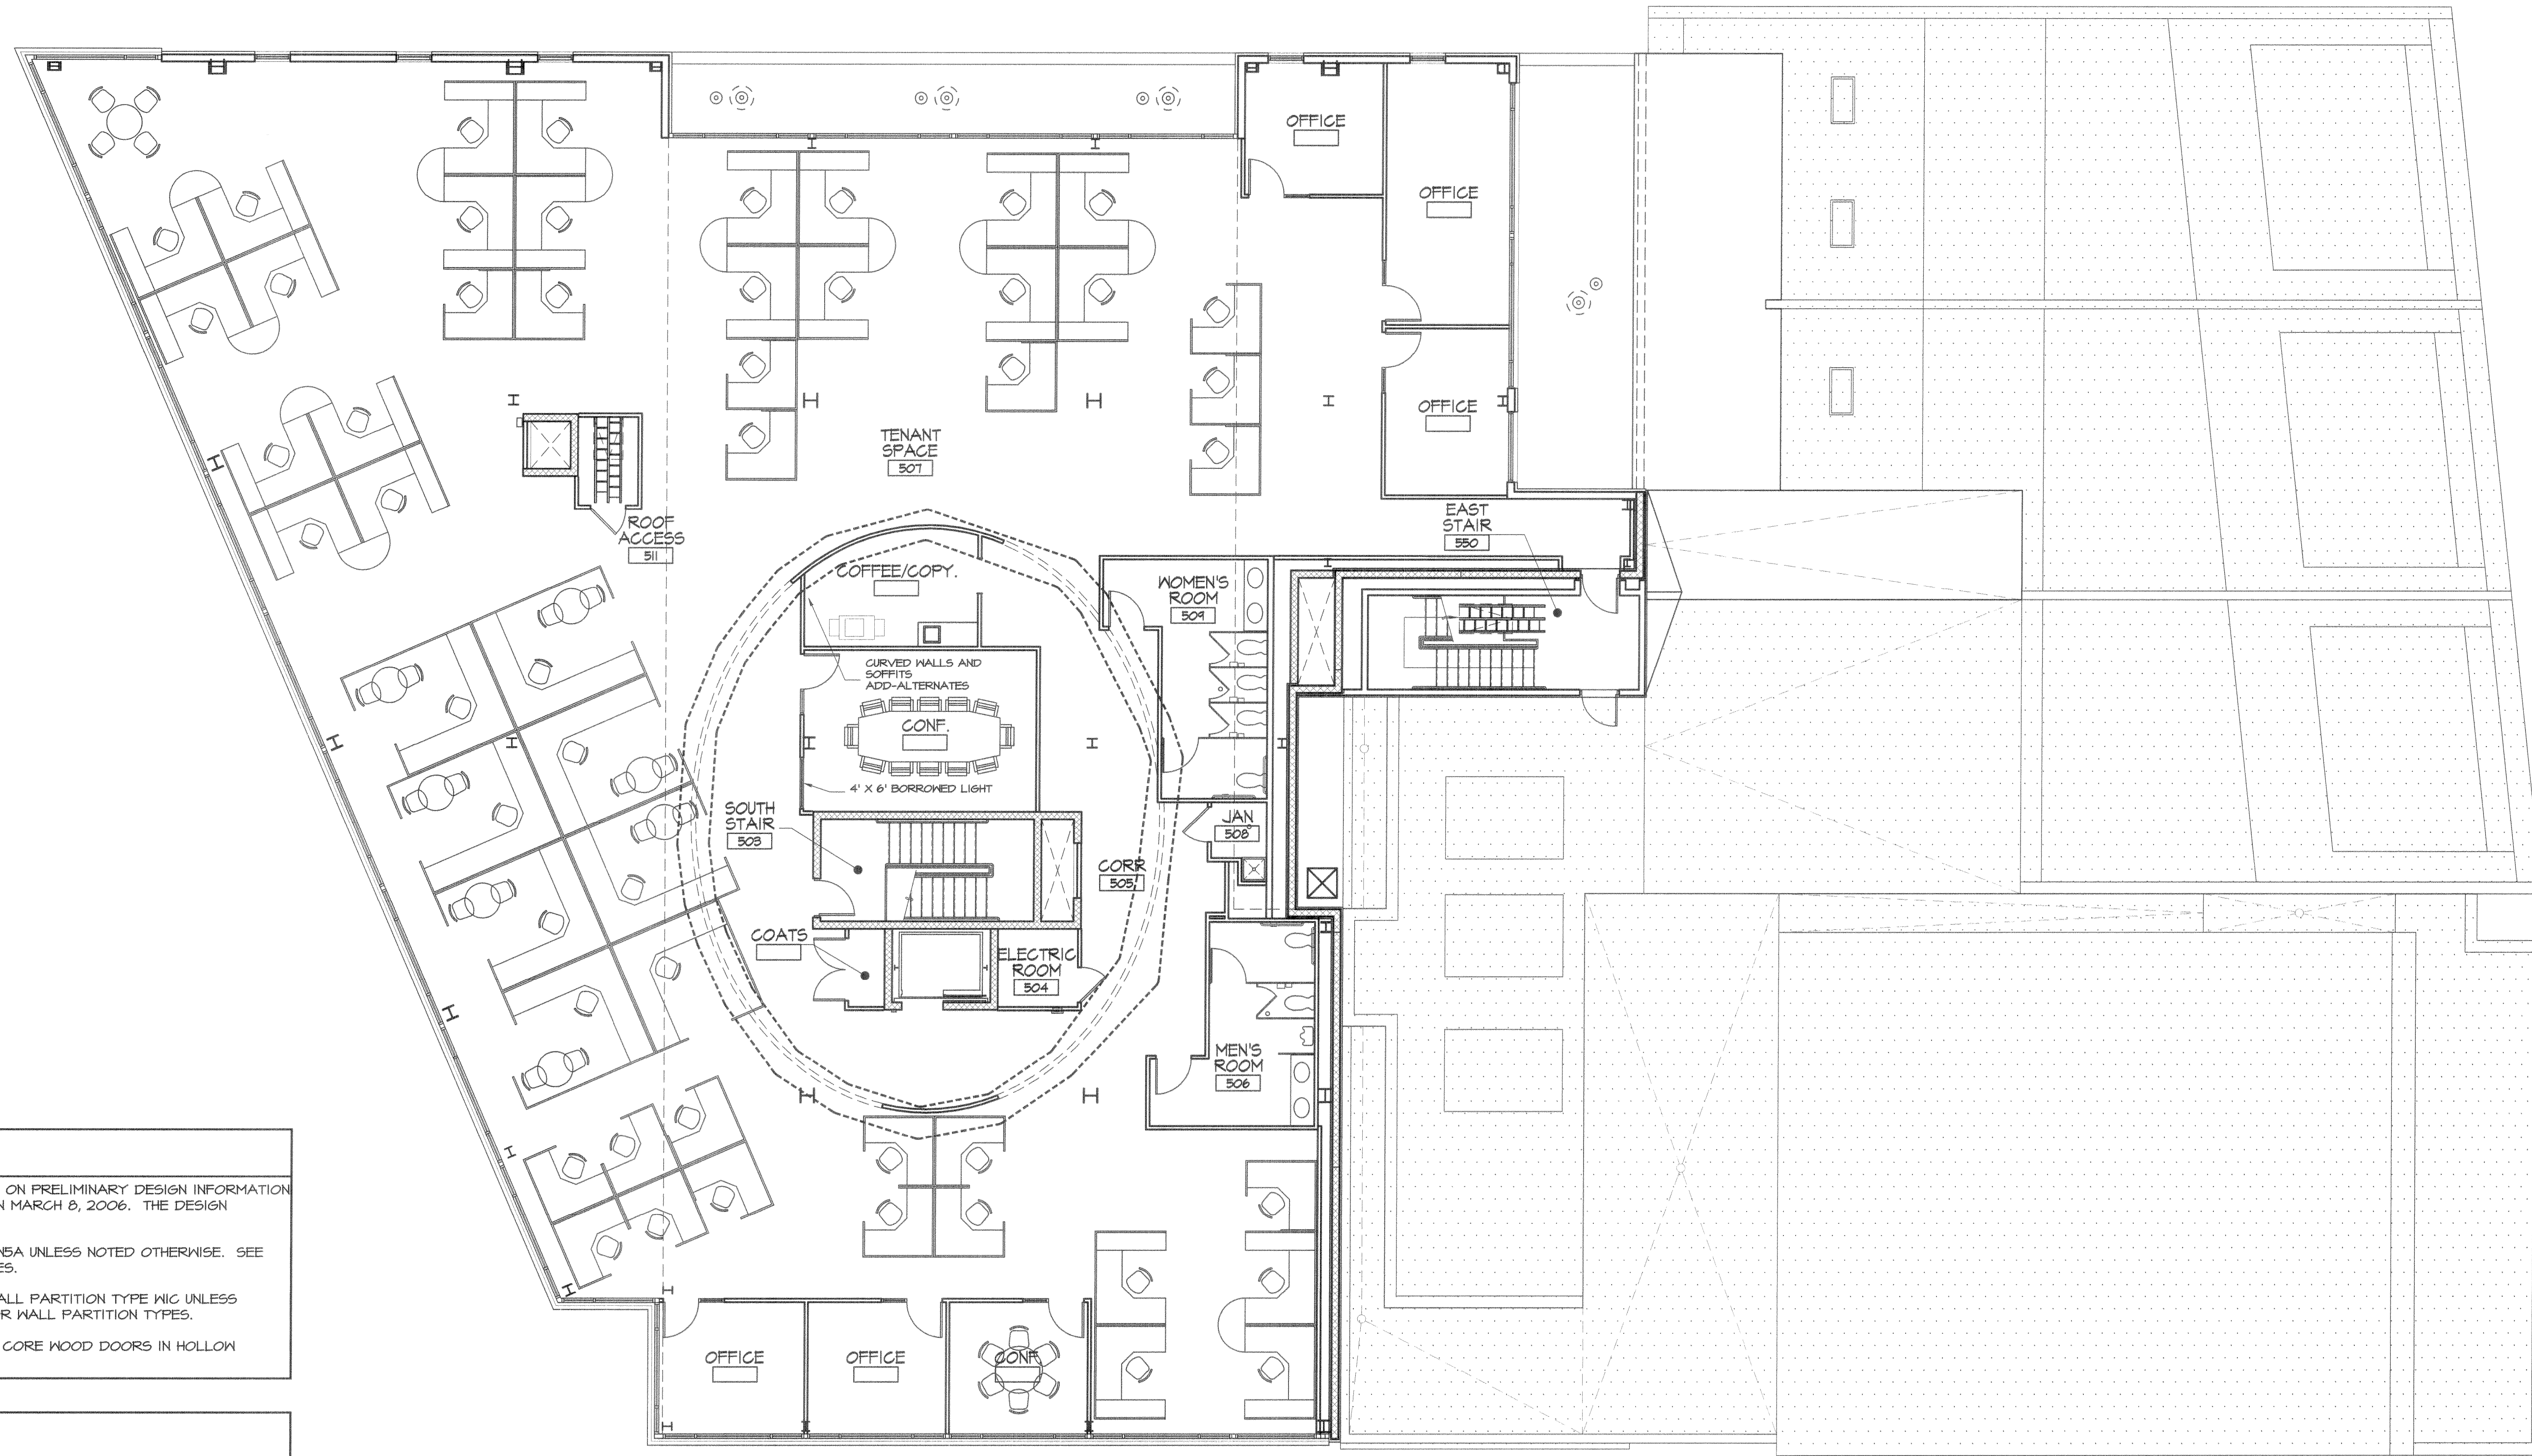 OFFICE
OFFICE
OFFICE
TENANT
SPACE
507
ROOF
ACCESS
511
EAST
STAIR
550
COFFEE/COPY.
WOMEN'S
ROOM
509
CURVED WALLS AND
SOFFITS
ADD-ALTERNATES
CONF.
4' X 6' BORROWED LIGHT
SOUTH
STAIR
503
JAN
508
CORR
505
COATS
ELECTRIC
ROOM
504
MEN'S
ROOM
506
OFFICE
OFFICE
CONF.
ON PRELIMINARY DESIGN INFORMATION
N MARCH 8, 2006. THE DESIGN
N5A UNLESS NOTED OTHERWISE. SEE
ES.
ALL PARTITION TYPE W1C UNLESS
R WALL PARTITION TYPES.
CORE WOOD DOORS IN HOLLOW